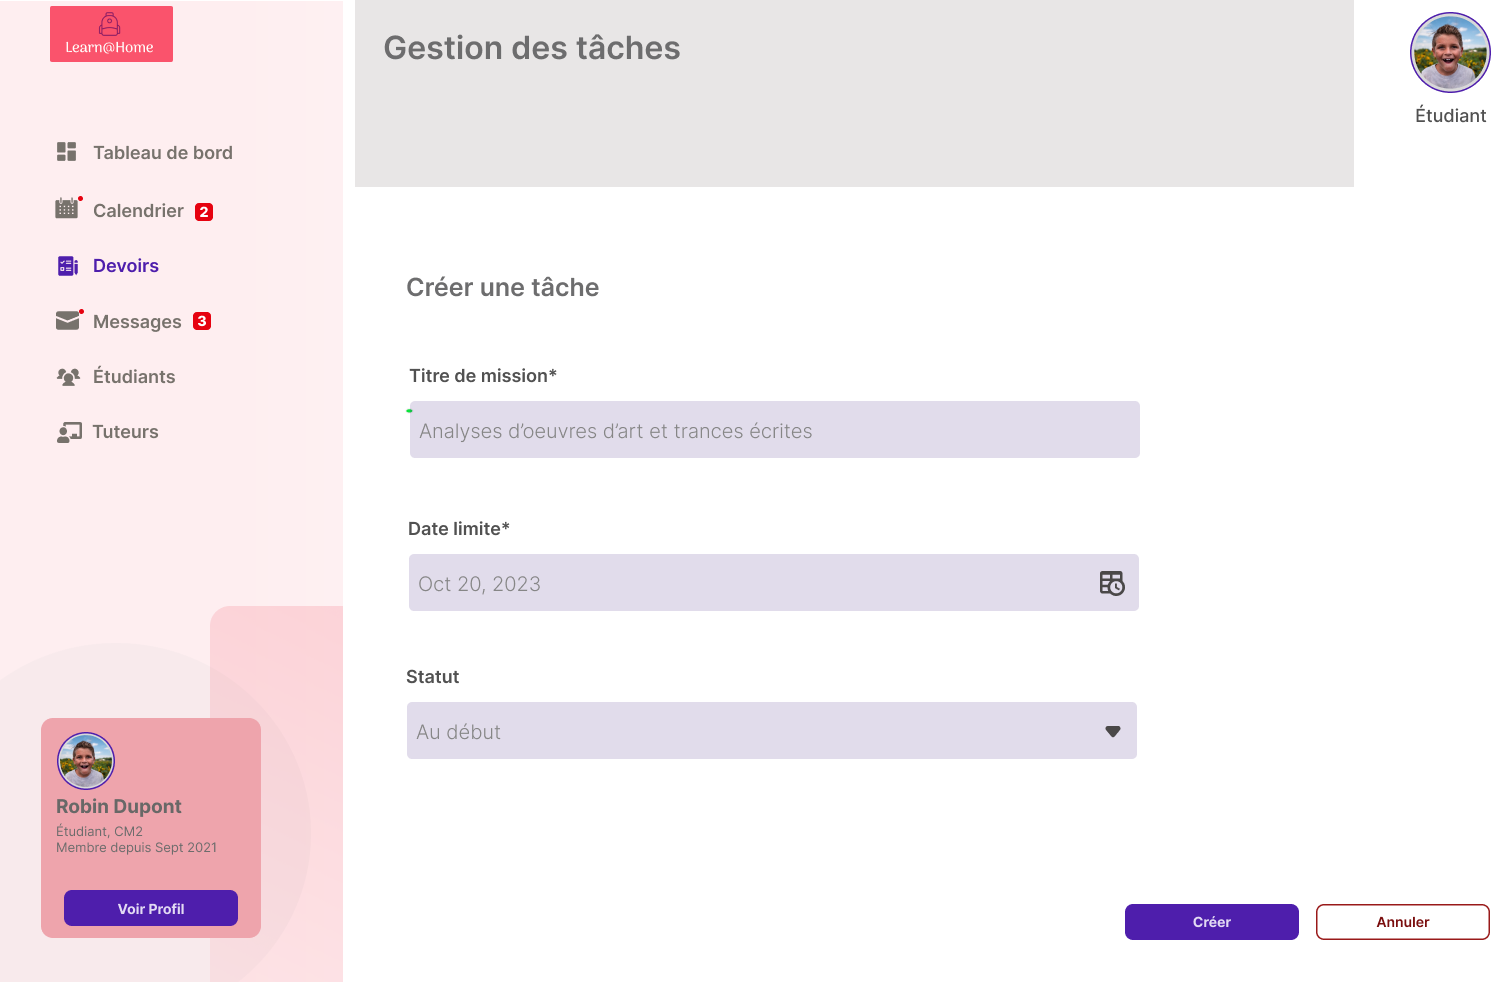 Learn@Home
Tableau de bord
Calendrier 2
Devoirs
Messages 3
Étudiants
Tuteurs
Robin Dupont
Étudiant, CM2
Membre depuis Sept 2021
Voir Profil
Gestion des tâches
Étudiant
Créer une tâche
Titre de mission*
Analyses d’oeuvres d’art et trances écrites
Date limite*
Oct 20, 2023
Statut
Au début
Créer
Annuler